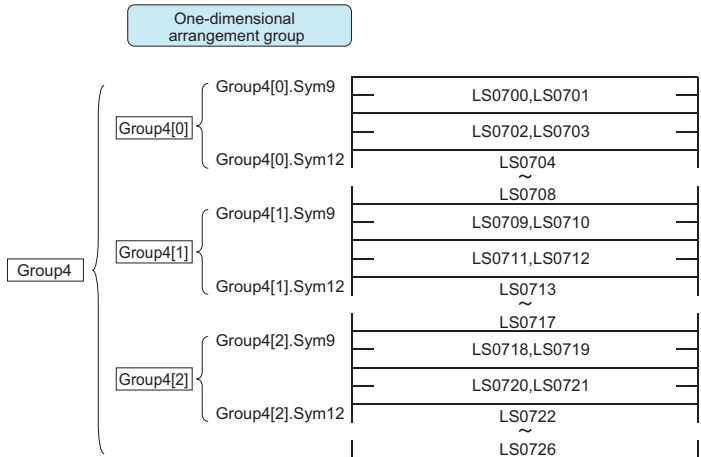 One-dimensional
arrangement group
Group4[0].Sym9
LS0700,LS0701
Group4[0]
LS0702,LS0703
Group4[0].Sym12
LS0704
~
LS0708
Group4[1].Sym9
LS0709,LS0710
Group4[1]
LS0711,LS0712
Group4
Group4[1].Sym12
LS0713
~
LS0717
Group4[2].Sym9
LS0718,LS0719
Group4[2]
LS0720,LS0721
Group4[2].Sym12
LS0722
~
LS0726